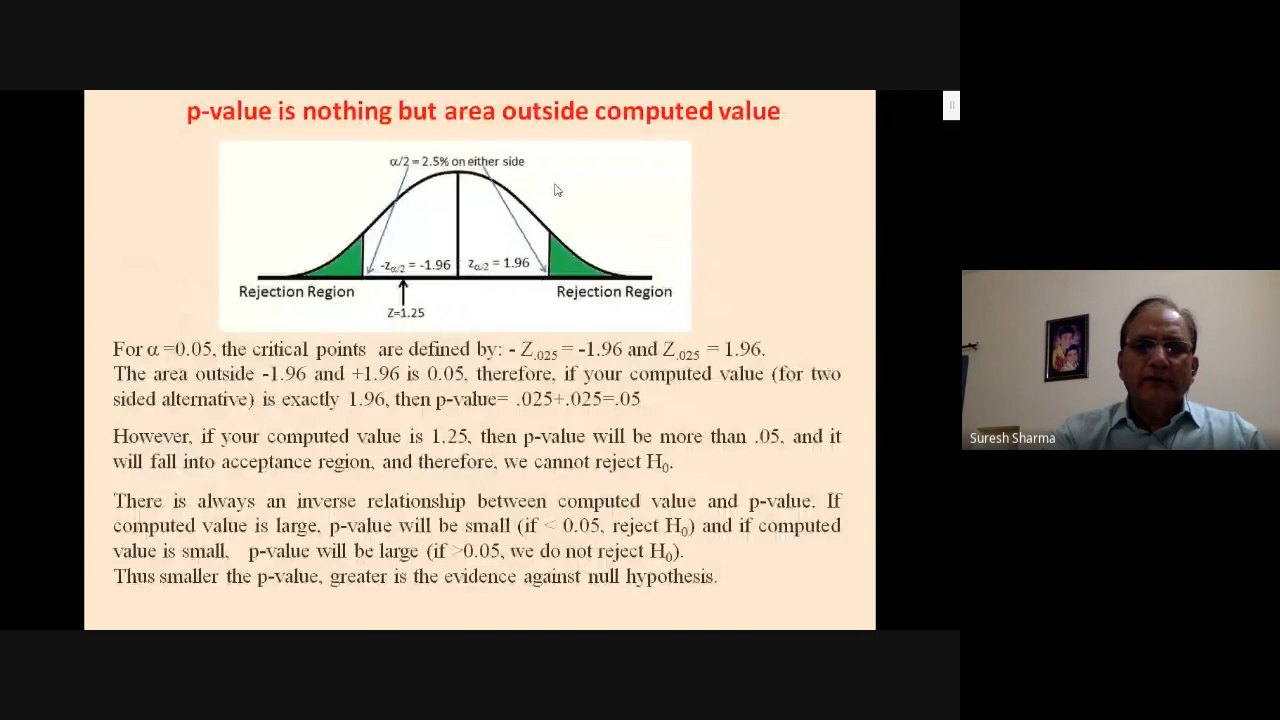 p-value is nothing but area outside computed value
α/2 = 2.5% on either side
-zα/2 = -1.96
zα/2 = 1.96
Rejection Region
Rejection Region
Z=1.25
For α =0.05, the critical points are defined by: - Z.025 = -1.96 and Z.025 = 1.96.
The area outside -1.96 and +1.96 is 0.05, therefore, if your computed value (for two
sided alternative) is exactly 1.96, then p-value= .025+.025=.05
However, if your computed value is 1.25, then p-value will be more than .05, and it
will fall into acceptance region, and therefore, we cannot reject H0.
There is always an inverse relationship between computed value and p-value. If
computed value is large, p-value will be small (if < 0.05, reject H0) and if computed
value is small, p-value will be large (if >0.05, we do not reject H0).
Thus smaller the p-value, greater is the evidence against null hypothesis.
Suresh Sharma